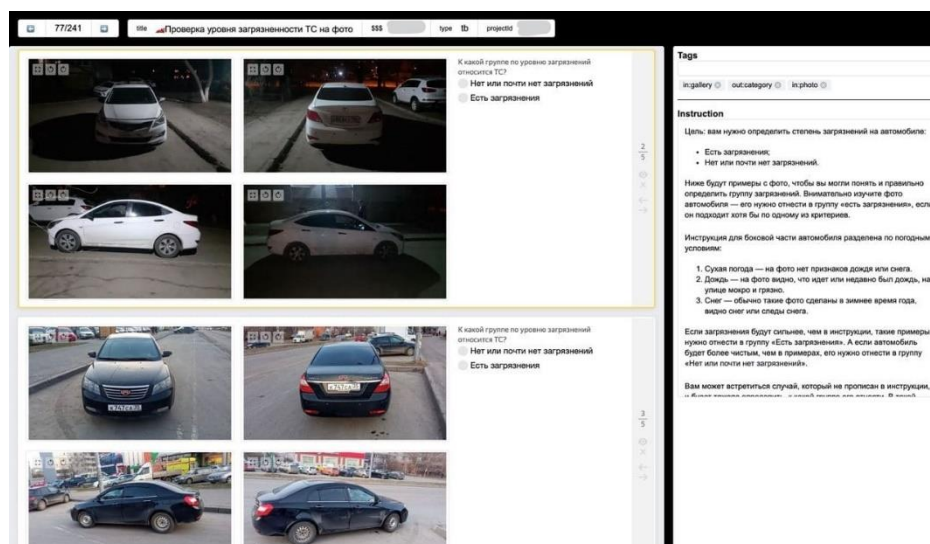 77/241
title Проверка уровня загрязненности ТС на фото $$$ type tb projectId
К какой группе по уровню загрязнений
относится ТС?
Нет или почти нет загрязнений
Есть загрязнения
2
5
К какой группе по уровню загрязнений
относится ТС?
Нет или почти нет загрязнений
Есть загрязнения
3
5
Tags
in:gallery out:category in:photo
Instruction
Цель: вам нужно определить степень загрязнений на автомобиле:
• Есть загрязнения;
• Нет или почти нет загрязнений.
Ниже будут примеры с фото, чтобы вы могли понять и правильно
определить группу загрязнений. Внимательно изучите фото
автомобиля — его нужно отнести в группу «есть загрязнения», если
он подходит хотя бы по одному из критериев.
Инструкция для боковой части автомобиля разделена по погодным
условиям:
1. Сухая погода — на фото нет признаков дождя или снега.
2. Дождь — на фото видно, что идет или недавно был дождь, на
улице мокро и грязно.
3. Снег — обычно такие фото сделаны в зимнее время года,
видно снег или следы снега.
Если загрязнения будут сильнее, чем в инструкции, такие примеры
нужно отнести в группу «Есть загрязнения». А если автомобиль
будет более чистым, чем в примерах, его нужно отнести в группу
«Нет или почти нет загрязнений».
Вам может встретиться случай, который не прописан в инструкции,